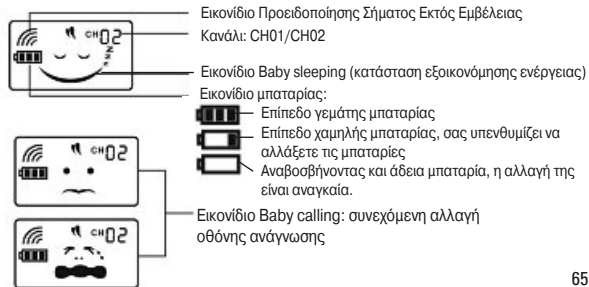 Εικονίδιο Προειδοποίησης Σήματος Εκτός Εμβέλειας
CH02
Κανάλι: CH01/CH02
zzz
Εικονίδιο Baby sleeping (κατάσταση εξοικονόμησης ενέργειας)
Εικονίδιο μπαταρίας:
Επίπεδο γεμάτης μπαταρίας
Επίπεδο χαμηλής μπαταρίας, σας υπενθυμίζει να
αλλάξετε τις μπαταρίες
Αναβοσβήνοντας και άδεια μπαταρία, η αλλαγή της
είναι αναγκαία.
CH02
Εικονίδιο Baby calling: συνεχόμενη αλλαγή
οθόνης ανάγνωσης
CH02
65